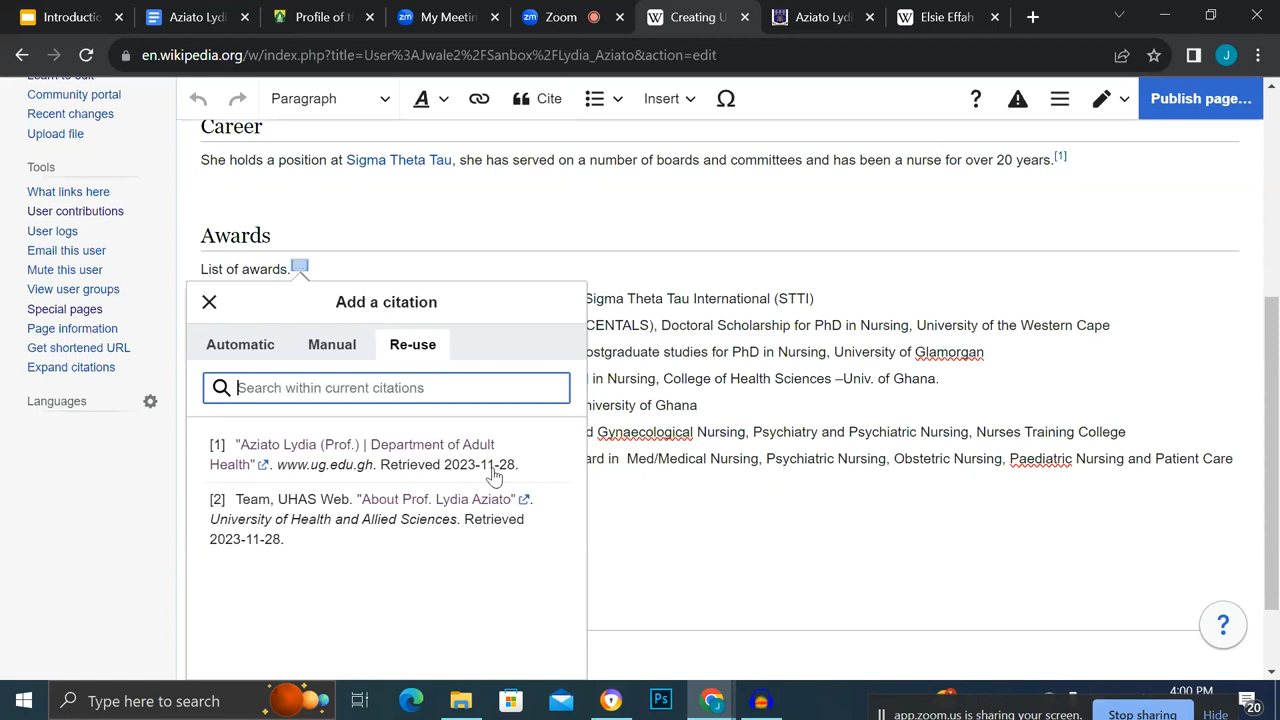 Introductic
Aziato Lydi
Profile of t
My Meetin
Zoom
Creating U
Aziato Lydi
Elsie Effah
en.wikipedia.org/w/index.php?title=User%3AJwale2%2FSanbox%2FLydia_Aziato&action=edit
J
Learn to edit
Community portal
Recent changes
Upload file
Tools
What links here
User contributions
User logs
Email this user
Mute this user
View user groups
Special pages
Page information
Get shortened URL
Expand citations
Languages
Paragraph
A
Cite
Insert
Ω
?
Publish page...
Career
She holds a position at Sigma Theta Tau, she has served on a number of boards and committees and has been a nurse for over 20 years.[1]
Awards
List of awards.
Sigma Theta Tau International (STTI)
CENTALS), Doctoral Scholarship for PhD in Nursing, University of the Western Cape
ostgraduate studies for PhD in Nursing, University of Glamorgan
in Nursing, College of Health Sciences –Univ. of Ghana.
niversity of Ghana
d Gynaecological Nursing, Psychiatry and Psychiatric Nursing, Nurses Training College
ard in Med/Medical Nursing, Psychiatric Nursing, Obstetric Nursing, Paediatric Nursing and Patient Care
Add a citation
Automatic
Manual
Re-use
Search within current citations
[1] "Aziato Lydia (Prof.) | Department of Adult
Health". www.ug.edu.gh. Retrieved 2023-11-28.
[2] Team, UHAS Web. "About Prof. Lydia Aziato".
University of Health and Allied Sciences. Retrieved
2023-11-28.
?
Type here to search
4:00 PM
20
app.zoom.us is sharing your screen.
Stop sharing
Hide